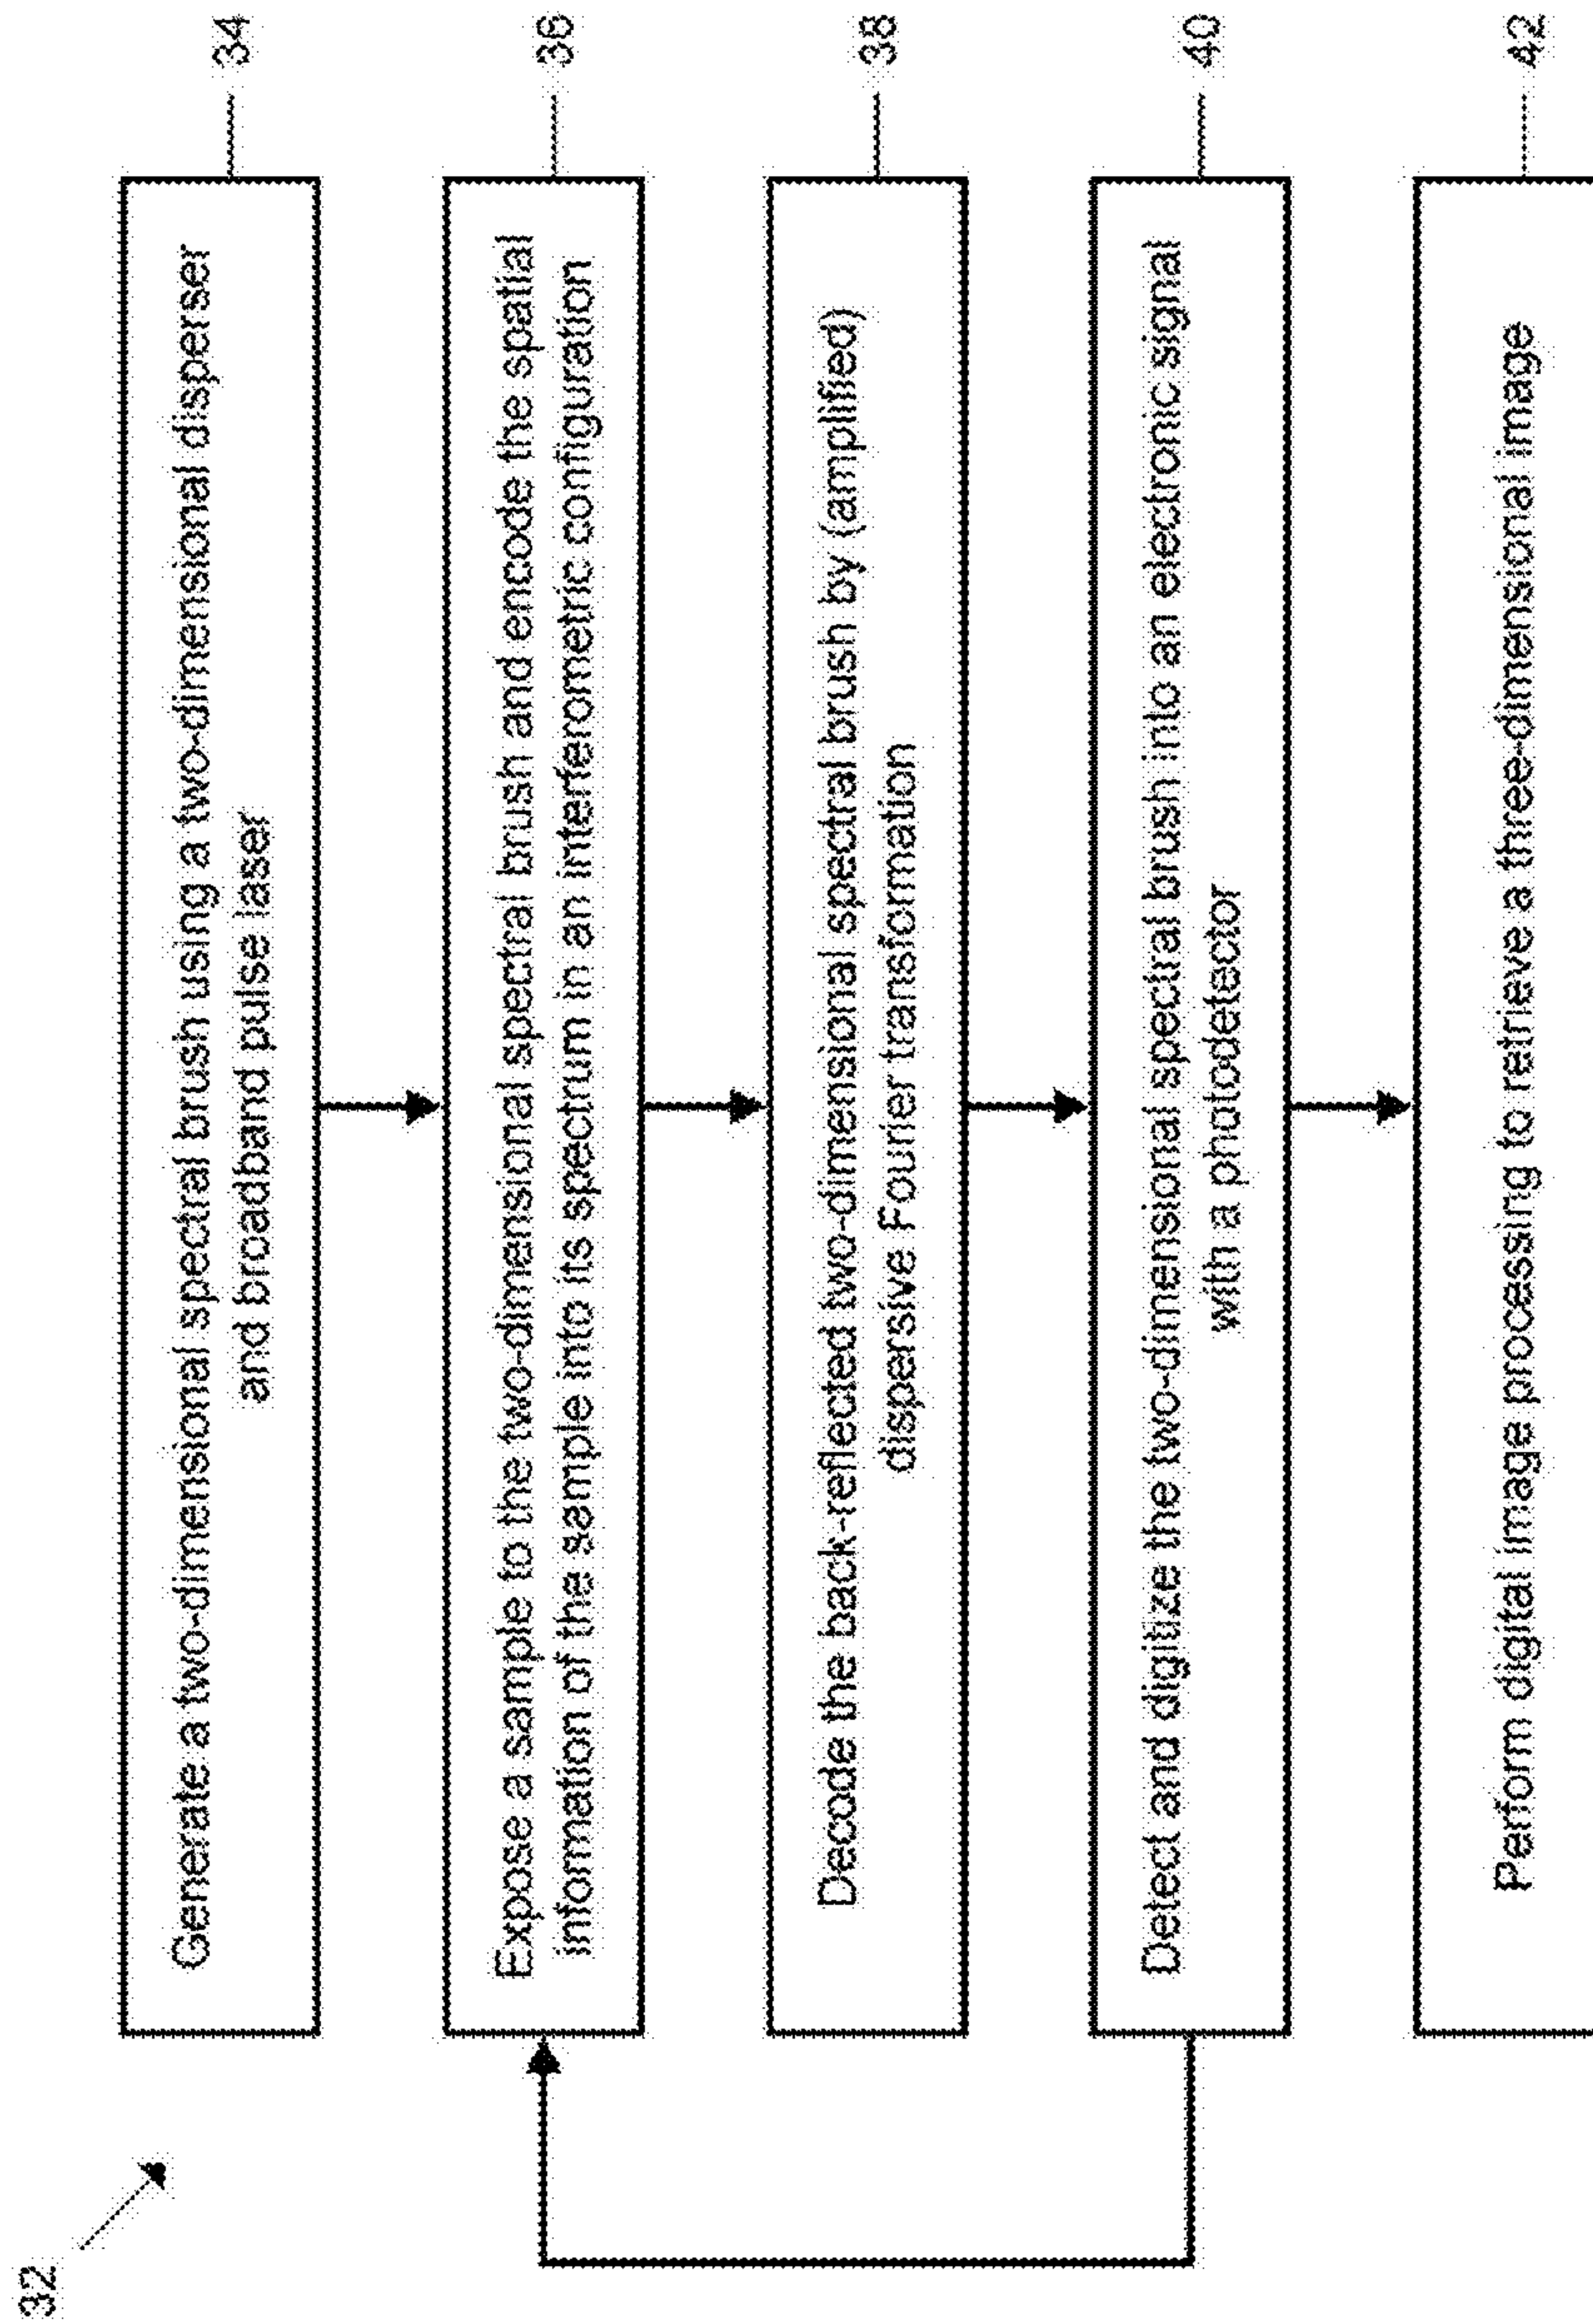 32
Generate a two-dimensional spectral brush using a two-dimensional disperser
and broadband pulse laser
34
Expose a sample to the two-dimensional spectral brush and encode the spatial
information of the sample into its spectrum in an interferometric configuration
36
Decode the back-reflected two-dimensional spectral brush by (amplified)
dispersive Fourier transformation
38
Detect and digitize the two-dimensional spectral brush into an electronic signal
with a photodetector
40
Perform digital image processing to retrieve a three-dimensional image
42